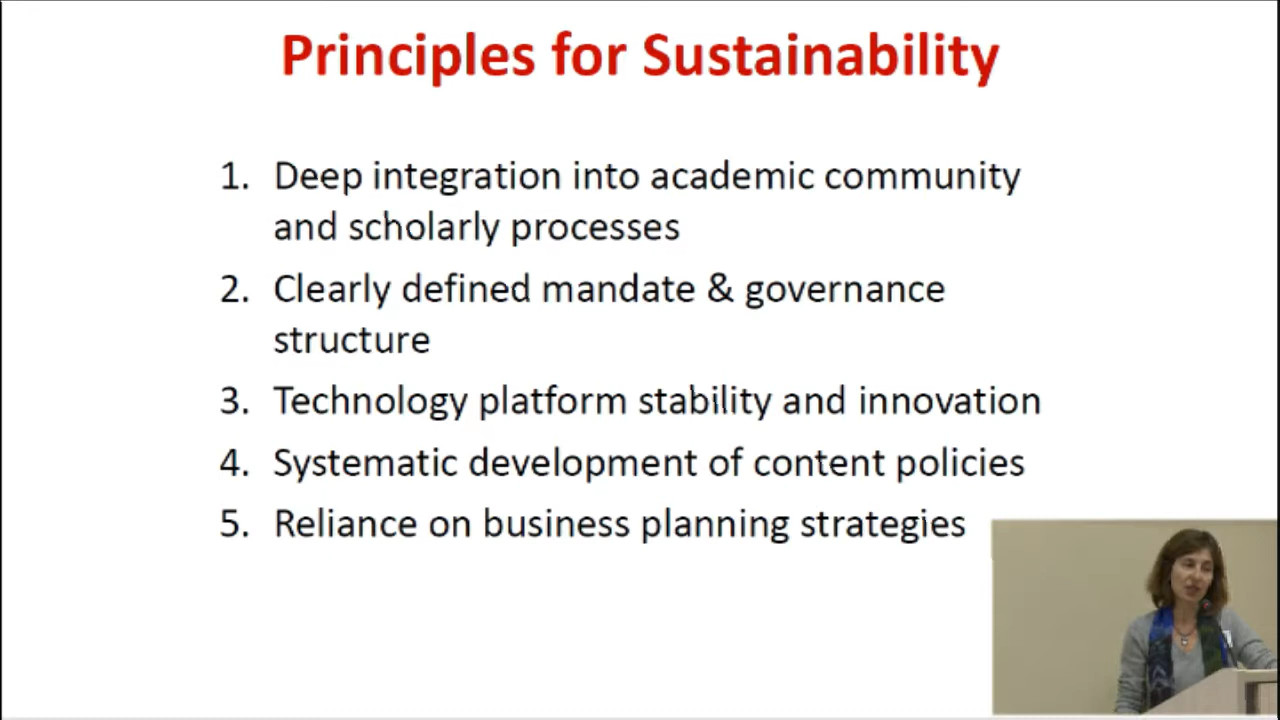 Principles for Sustainability
1. Deep integration into academic community
and scholarly processes
2. Clearly defined mandate & governance
structure
3. Technology platform stability and innovation
4. Systematic development of content policies
5. Reliance on business planning strategies